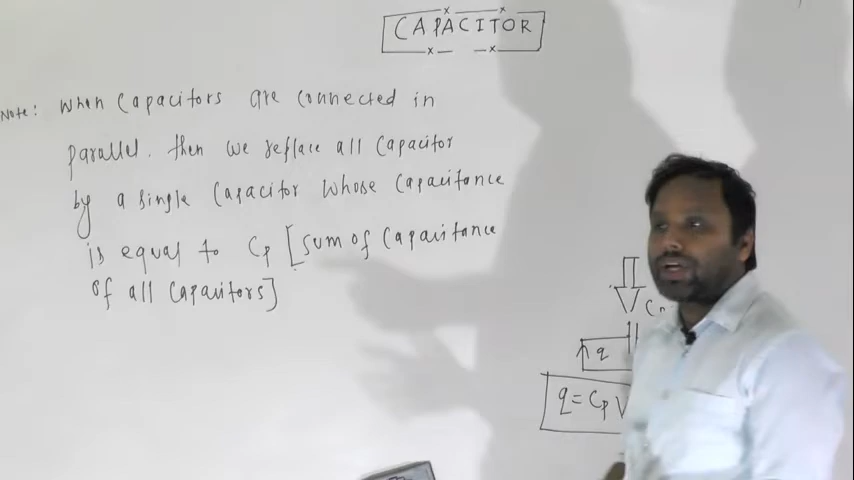 CAPACITOR
Note: When Capacitors are connected in
parallel. then we replace all Capacitor
by a single Capacitor whose Capacitance
is equal to Cp [sum of Capacitance
of all Capacitors]
q
q = Cp V